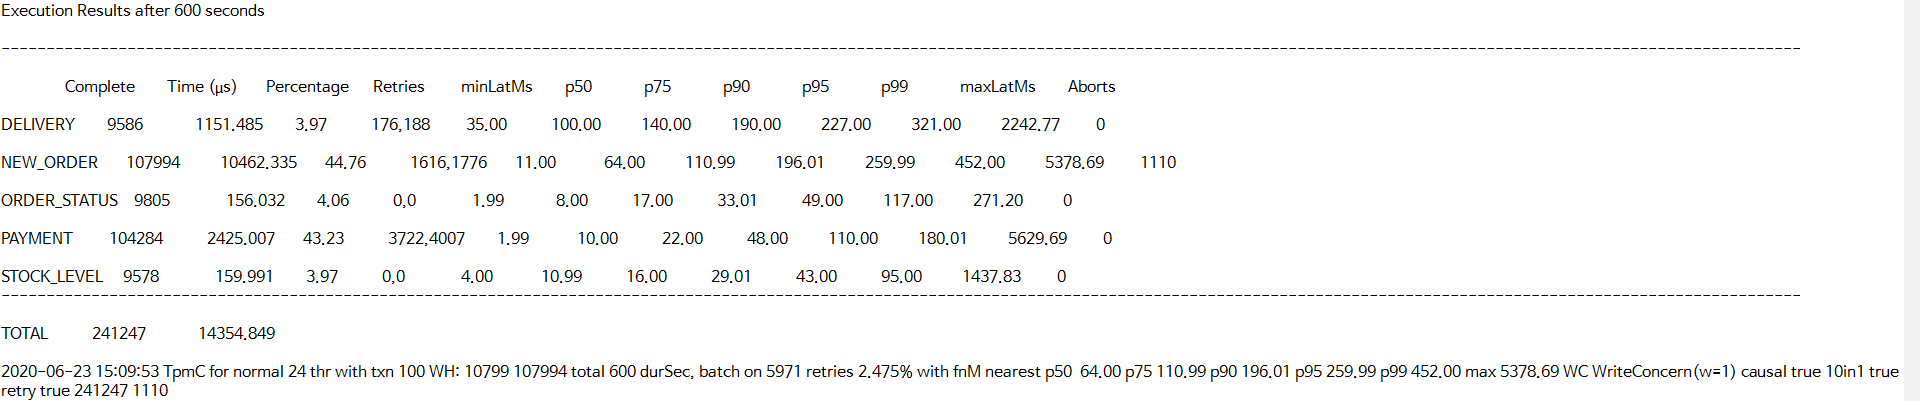 Execution Results after 600 seconds
------------------------------------------------------------------------------------------------------------------------------------------------------------------------------------------------------------
Complete Time (µs) Percentage Retries minLatMs p50 p75 p90 p95 p99 maxLatMs Aborts
DELIVERY 9586 1151.485 3.97 176,188 35.00 100.00 140.00 190.00 227.00 321.00 2242.77 0
NEW_ORDER 107994 10462.335 44.76 1616,1776 11.00 64.00 110.99 196.01 259.99 452.00 5378.69 1110
ORDER_STATUS 9805 156.032 4.06 0,0 1.99 8.00 17.00 33.01 49.00 117.00 271.20 0
PAYMENT 104284 2425.007 43.23 3722,4007 1.99 10.00 22.00 48.00 110.00 180.01 5629.69 0
STOCK_LEVEL 9578 159.991 3.97 0,0 4.00 10.99 16.00 29.01 43.00 95.00 1437.83 0
------------------------------------------------------------------------------------------------------------------------------------------------------------------------------------------------------------
TOTAL 241247 14354.849
2020-06-23 15:09:53 TpmC for normal 24 thr with txn 100 WH: 10799 107994 total 600 durSec, batch on 5971 retries 2.475% with fnM nearest p50 64.00 p75 110.99 p90 196.01 p95 259.99 p99 452.00 max 5378.69 WC WriteConcern(w=1) causal true 10in1 true
retry true 241247 1110